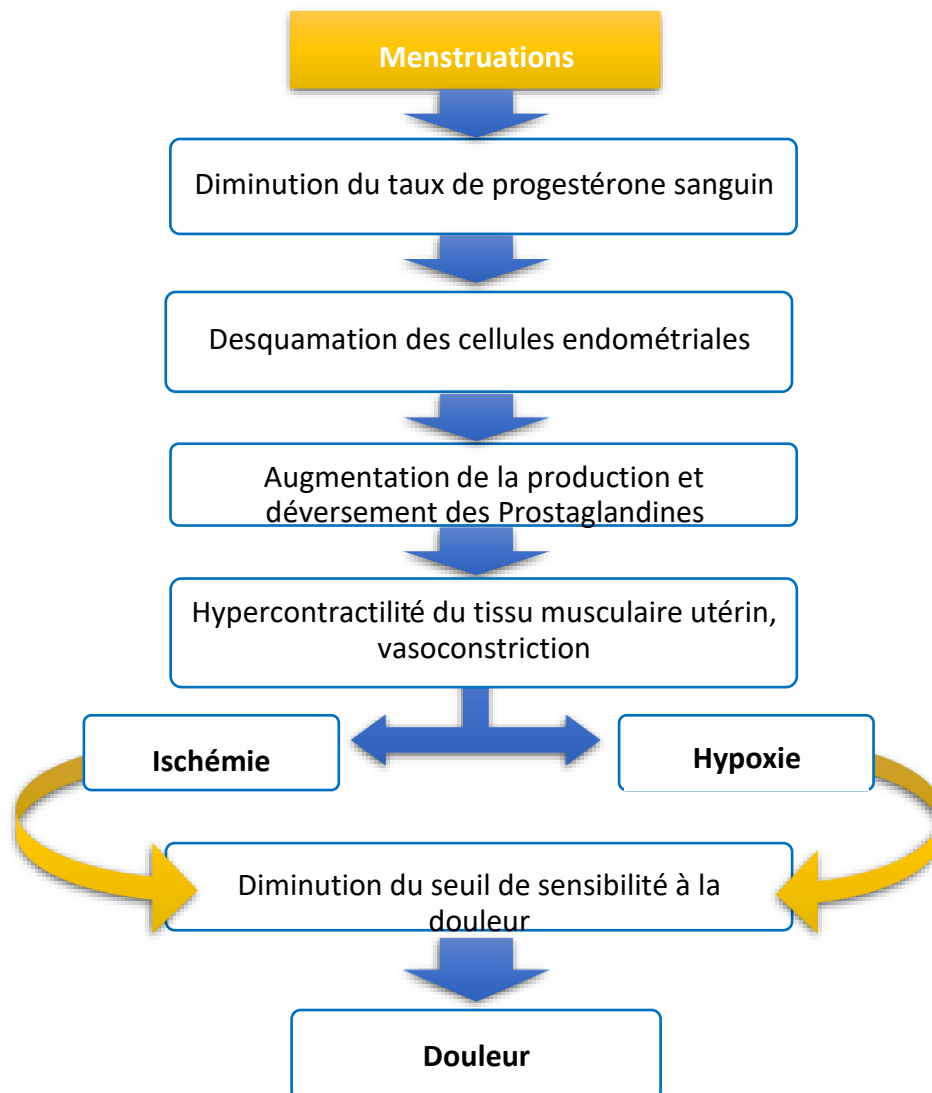 Menstruations
Diminution du taux de progestérone sanguin
Desquamation des cellules endométriales
Augmentation de la production et
déversement des Prostaglandines
Hypercontractilité du tissu musculaire utérin,
vasoconstriction
Ischémie
Hypoxie
Diminution du seuil de sensibilité à la
douleur
Douleur